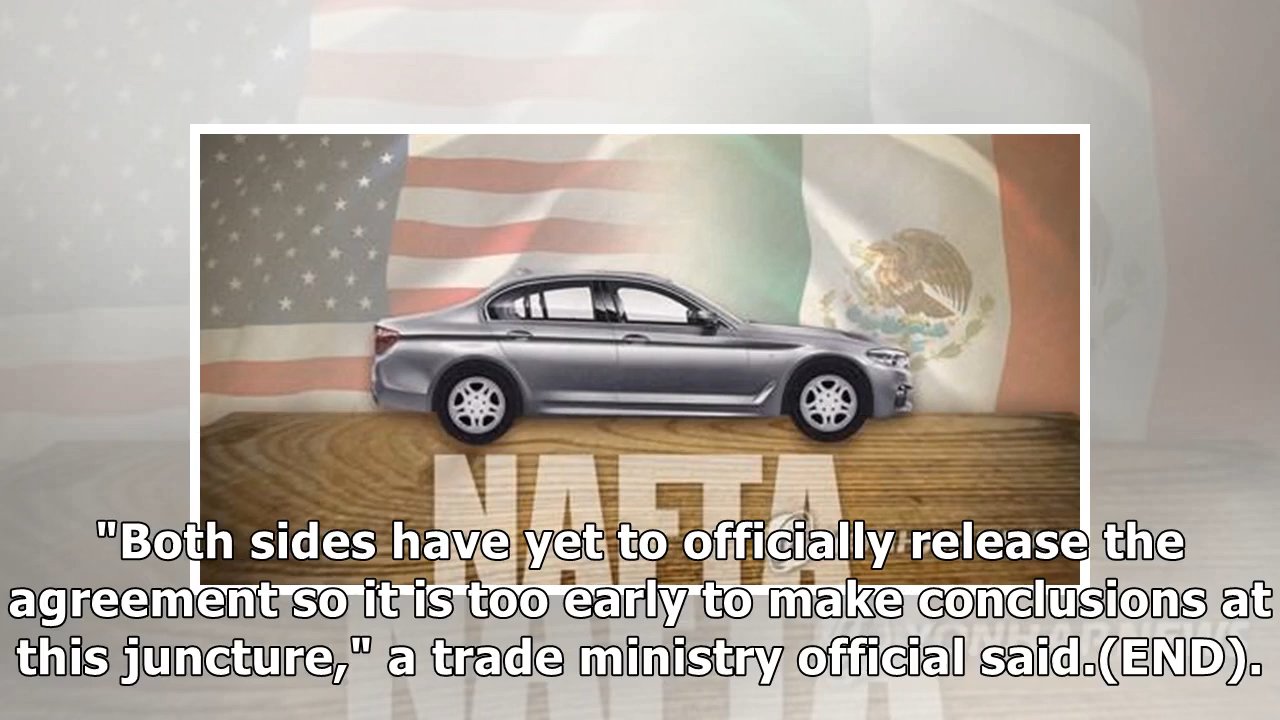 NAFTA
"Both sides have yet to officially release the
agreement so it is too early to make conclusions at
this juncture," a trade ministry official said.(END).